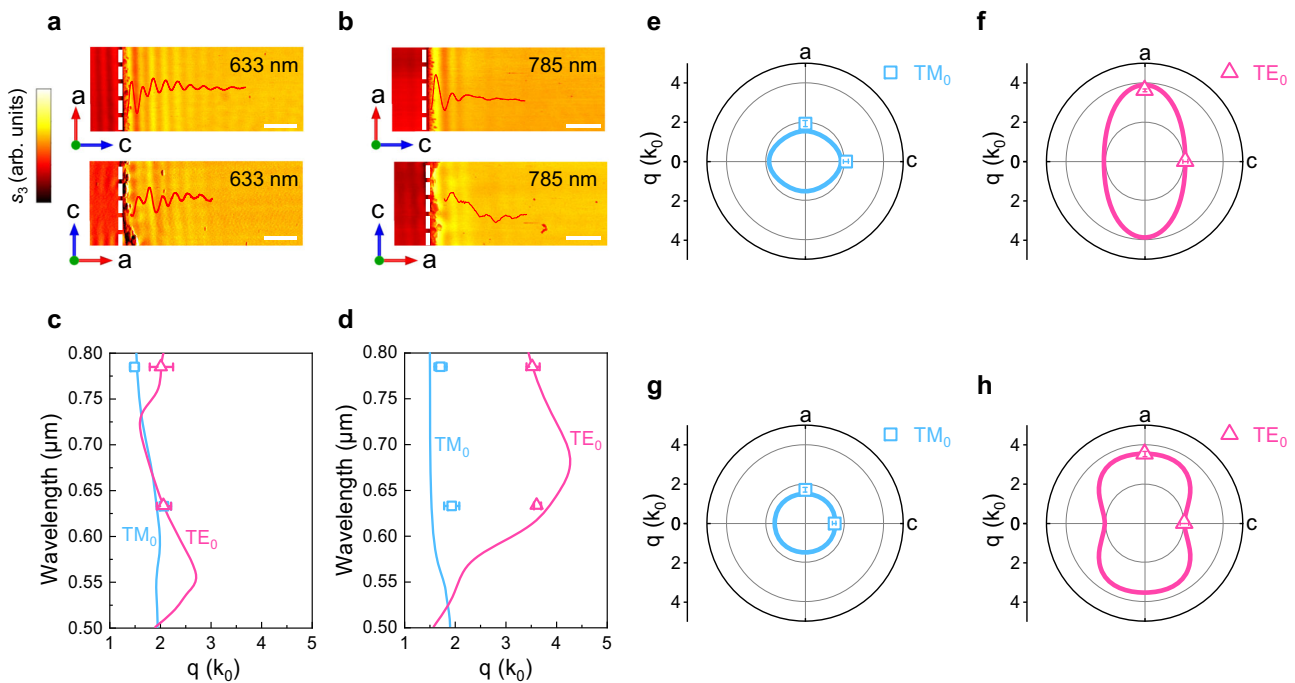 a
s₃ (arb. units)
a
633 nm
c
c
633 nm
a
b
a
785 nm
c
c
785 nm
a
c
Wavelength (μm)
0.80
0.75
0.70
0.65
0.60
0.55
0.50
TM₀
TE₀
1 2 3 4 5
q (k₀)
d
Wavelength (μm)
0.80
0.75
0.70
0.65
0.60
0.55
0.50
TM₀
TE₀
1 2 3 4 5
q (k₀)
e
a
TM₀
q (k₀)
4
2
0
2
4
c
f
a
TE₀
q (k₀)
4
2
0
2
4
c
g
a
TM₀
q (k₀)
4
2
0
2
4
c
h
a
TE₀
q (k₀)
4
2
0
2
4
c